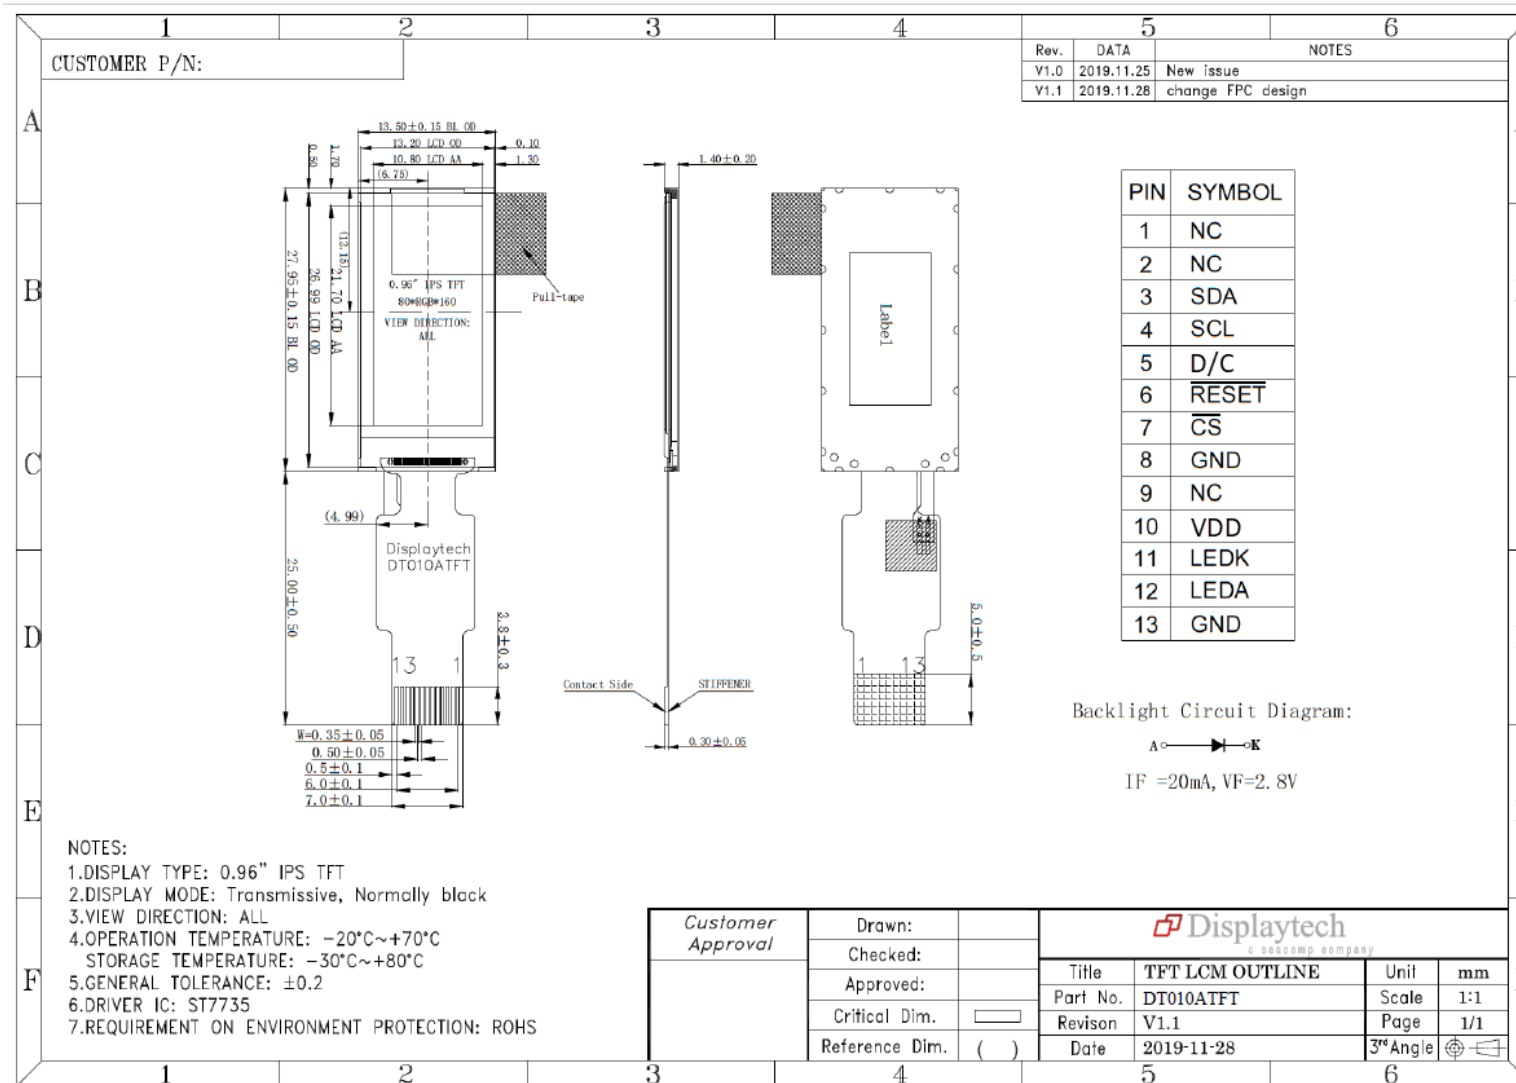 1 2 3 4 5 6
CUSTOMER P/N:
Rev. DATA NOTES
V1.0 2019.11.25 New issue
V1.1 2019.11.28 change FPC design
A
B
C
D
E
F
13.50±0.15 BL OD
13.20 LCD OD 0.10
10.80 LCD AA 1.30
(6.75)
0.50
1.70
27.95±0.15 BL OD
26.99 LCD OD
21.70 LCD AA
(12.15)
0.96" IPS TFT
80*RGB*160
VIEW DIRECTION:
ALL
Pull-tape
1.40±0.20
Label
(4.99)
Displaytech
DT010ATFT
25.00±0.50
3.8±0.3
13 1
W=0.35±0.05
0.50±0.05
0.5±0.1
6.0±0.1
7.0±0.1
Contact Side STIFFENER
0.30±0.05
K A
1 13
5.0±0.5
PIN SYMBOL
1 NC
2 NC
3 SDA
4 SCL
5 D/C
6 RESET
7 CS
8 GND
9 NC
10 VDD
11 LEDK
12 LEDA
13 GND
Backlight Circuit Diagram:
A K
IF =20mA, VF=2.8V
NOTES:
1.DISPLAY TYPE: 0.96" IPS TFT
2.DISPLAY MODE: Transmissive, Normally black
3.VIEW DIRECTION: ALL
4.OPERATION TEMPERATURE: -20°C~+70°C
STORAGE TEMPERATURE: -30°C~+80°C
5.GENERAL TOLERANCE: ±0.2
6.DRIVER IC: ST7735
7.REQUIREMENT ON ENVIRONMENT PROTECTION: ROHS
Customer
Approval
Drawn:
Checked:
Approved:
Critical Dim.
Reference Dim. ( )
Displaytech
a seacomp company
Title TFT LCM OUTLINE Unit mm
Part No. DT010ATFT Scale 1:1
Revison V1.1 Page 1/1
Date 2019-11-28 3rd Angle
1 2 3 4 5 6